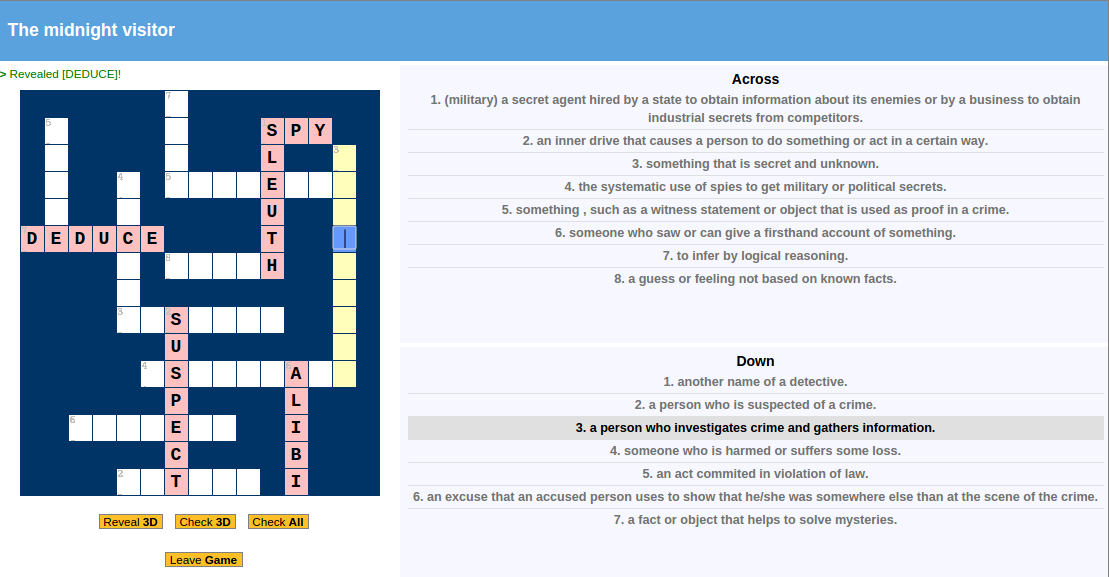 The midnight visitor
> Revealed [DEDUCE]!
7
5
S P Y
L
3
4
5
E
U
D E D U C E
T
8
H
3
S
U
4
S
A
P
L
6
E
I
C
B
2
T
I
Reveal 3D
Check 3D
Check All
Leave Game
Across
1. (military) a secret agent hired by a state to obtain information about its enemies or by a business to obtain
industrial secrets from competitors.
2. an inner drive that causes a person to do something or act in a certain way.
3. something that is secret and unknown.
4. the systematic use of spies to get military or political secrets.
5. something , such as a witness statement or object that is used as proof in a crime.
6. someone who saw or can give a firsthand account of something.
7. to infer by logical reasoning.
8. a guess or feeling not based on known facts.
Down
1. another name of a detective.
2. a person who is suspected of a crime.
3. a person who investigates crime and gathers information.
4. someone who is harmed or suffers some loss.
5. an act commited in violation of law.
6. an excuse that an accused person uses to show that he/she was somewhere else than at the scene of the crime.
7. a fact or object that helps to solve mysteries.